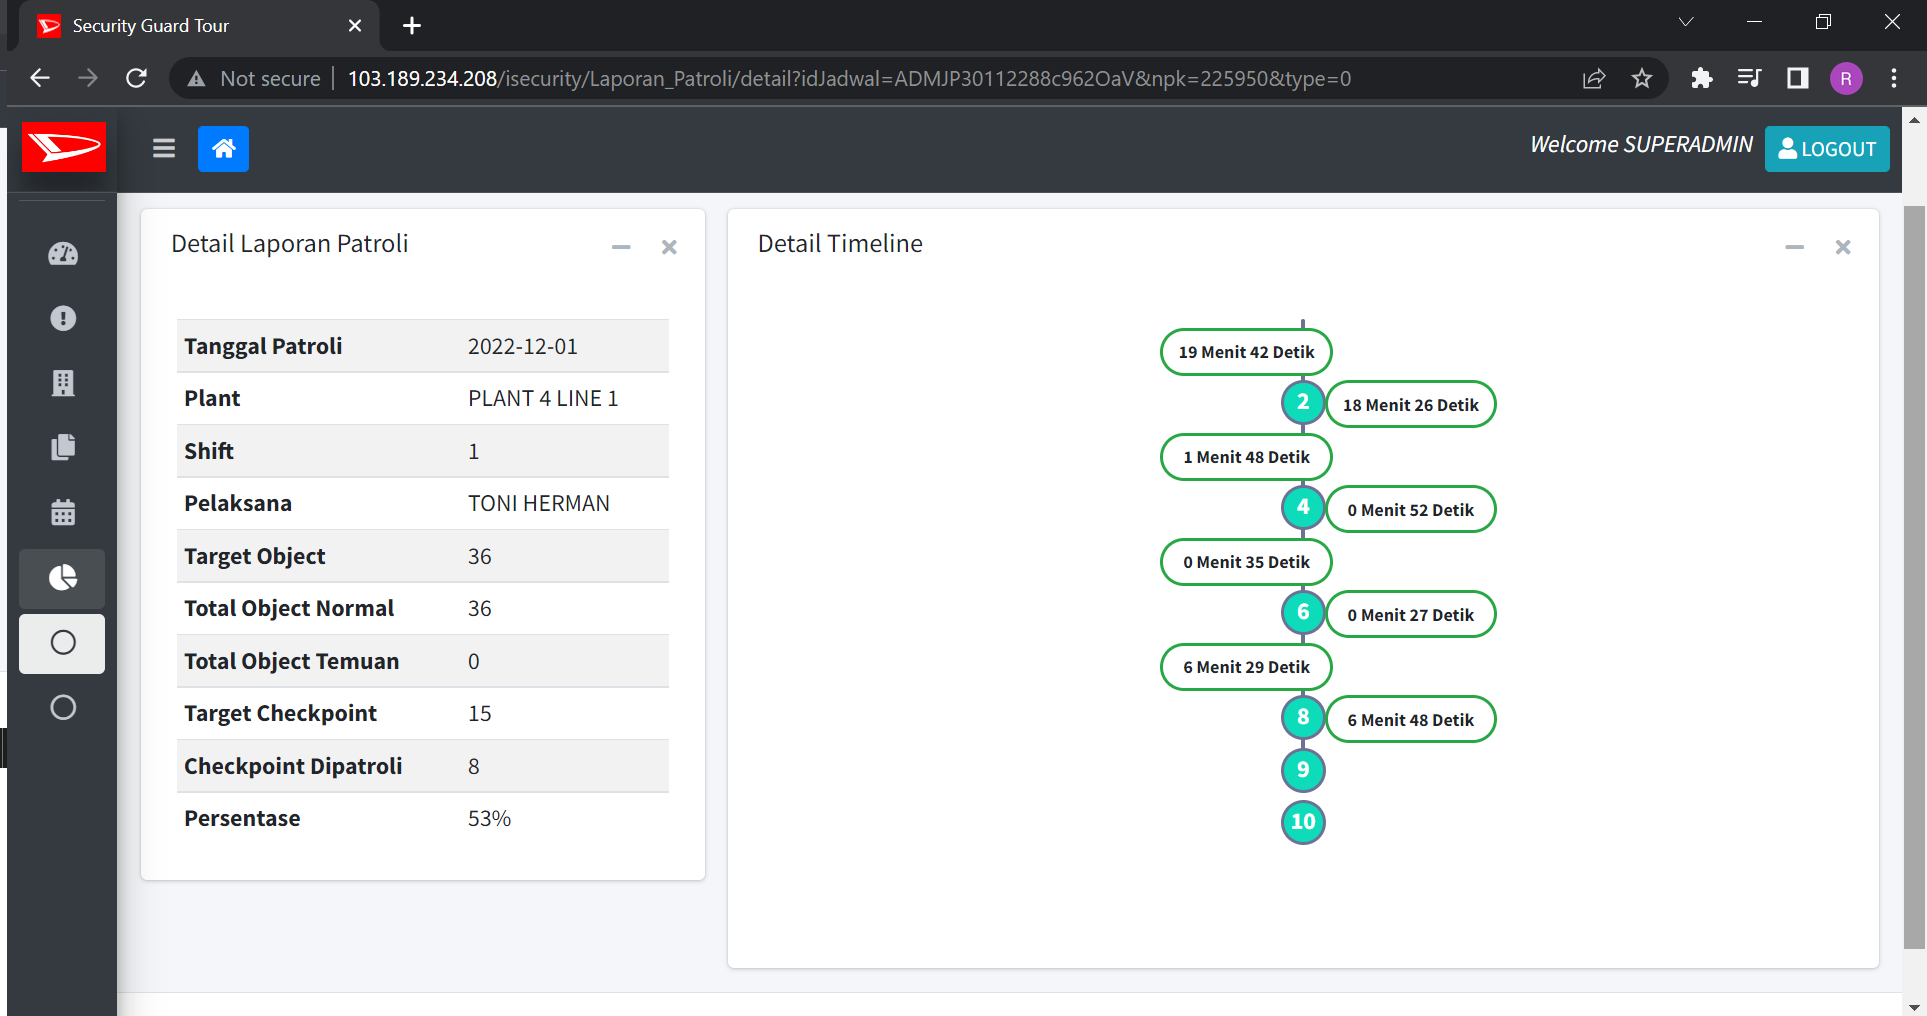 Security Guard Tour
Not secure
103.189.234.208/isecurity/Laporan_Patroli/detail?idJadwal=ADMJP30112288c962OaV&npk=225950&type=0
R
Welcome SUPERADMIN
LOGOUT
Detail Laporan Patroli
Tanggal Patroli 2022-12-01
Plant PLANT 4 LINE 1
Shift 1
Pelaksana TONI HERMAN
Target Object 36
Total Object Normal 36
Total Object Temuan 0
Target Checkpoint 15
Checkpoint Dipatroli 8
Persentase 53%
Detail Timeline
19 Menit 42 Detik
2 18 Menit 26 Detik
1 Menit 48 Detik
4 0 Menit 52 Detik
0 Menit 35 Detik
6 0 Menit 27 Detik
6 Menit 29 Detik
8 6 Menit 48 Detik
9
10